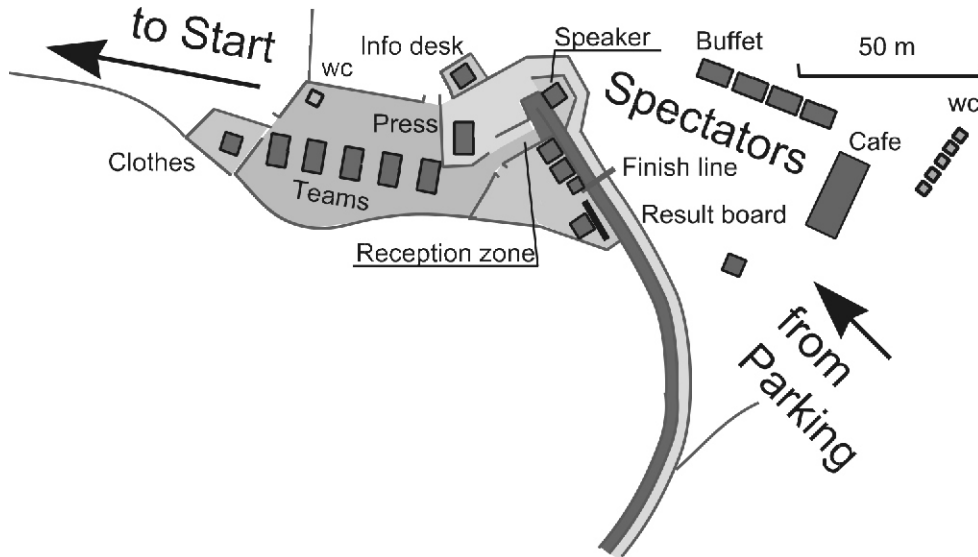 to Start
wc
Info desk
Speaker
Buffet
50 m
Spectators
wc
Press
Cafe
Clothes
Teams
Finish line
Result board
Reception zone
from
Parking